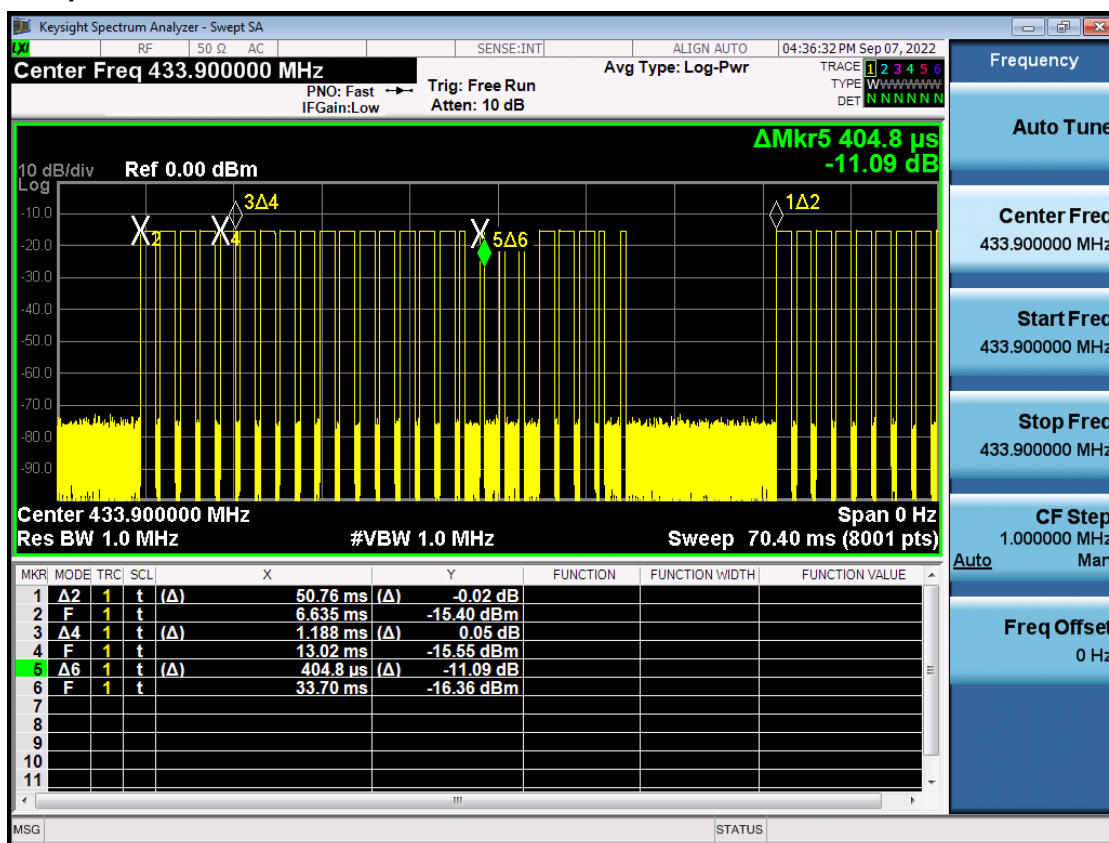 Keysight Spectrum Analyzer - Swept SA
LXI RF 50 Ω AC SENSE:INT ALIGN AUTO 04:36:32 PM Sep 07, 2022
Center Freq 433.900000 MHz
PNO: Fast
IFGain:Low
Trig: Free Run
Atten: 10 dB
Avg Type: Log-Pwr
TRACE 1 2 3 4 5 6
TYPE WWWWWW
DET N N N N N N
ΔMkr5 404.8 µs
-11.09 dB
10 dB/div Ref 0.00 dBm
Log
-10.0
-20.0
-30.0
-40.0
-50.0
-60.0
-70.0
-80.0
-90.0
2
4
3Δ4
5Δ6
1Δ2
Center 433.900000 MHz Span 0 Hz
Res BW 1.0 MHz #VBW 1.0 MHz Sweep 70.40 ms (8001 pts)
MKR MODE TRC SCL X Y FUNCTION FUNCTION WIDTH FUNCTION VALUE
1 Δ2 1 t (Δ) 50.76 ms (Δ) -0.02 dB
2 F 1 t 6.635 ms -15.40 dBm
3 Δ4 1 t (Δ) 1.188 ms (Δ) 0.05 dB
4 F 1 t 13.02 ms -15.55 dBm
5 Δ6 1 t (Δ) 404.8 µs (Δ) -11.09 dB
6 F 1 t 33.70 ms -16.36 dBm
7
8
9
10
11
MSG STATUS
Frequency
Auto Tune
Center Freq
433.900000 MHz
Start Freq
433.900000 MHz
Stop Freq
433.900000 MHz
CF Step
1.000000 MHz
Auto Man
Freq Offset
0 Hz